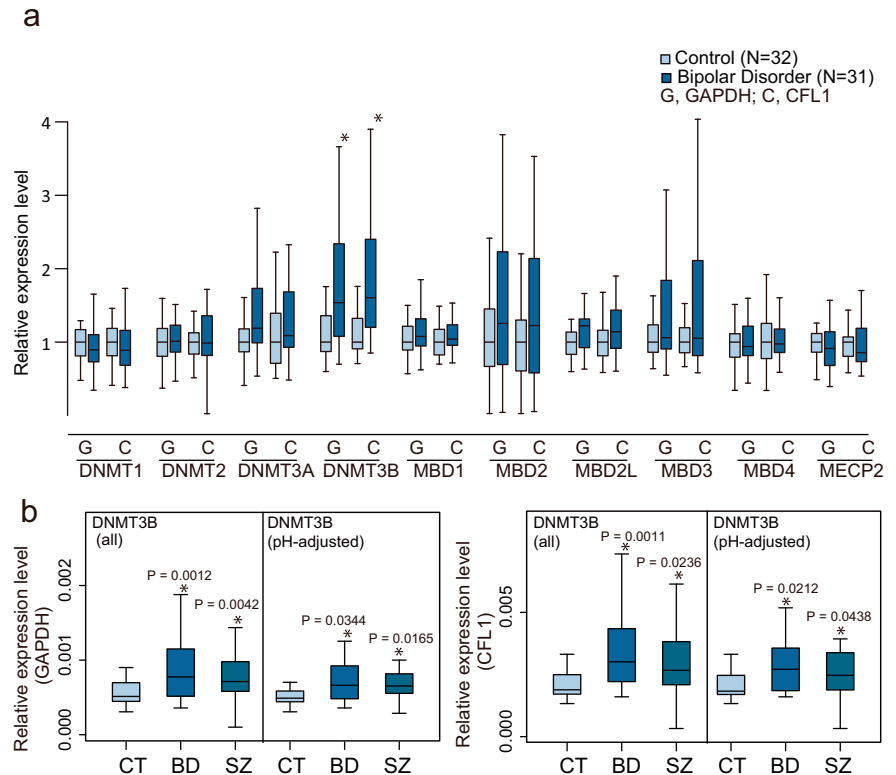 a
Control (N=32)
Bipolar Disorder (N=31)
G, GAPDH; C, CFL1
Relative expression level
4
3
2
1
*
*
G C G C G C G C G C G C G C G C G C G C
DNMT1 DNMT2 DNMT3A DNMT3B MBD1 MBD2 MBD2L MBD3 MBD4 MECP2
b
Relative expression level
(GAPDH)
0.002
0.001
0.000
DNMT3B
(all)
P = 0.0012
*
P = 0.0042
*
DNMT3B
(pH-adjusted)
P = 0.0344
*
P = 0.0165
*
CT BD SZ CT BD SZ
Relative expression level
(CFL1)
0.005
0.000
DNMT3B
(all)
P = 0.0011
*
P = 0.0236
*
DNMT3B
(pH-adjusted)
P = 0.0212
*
P = 0.0438
*
CT BD SZ CT BD SZ